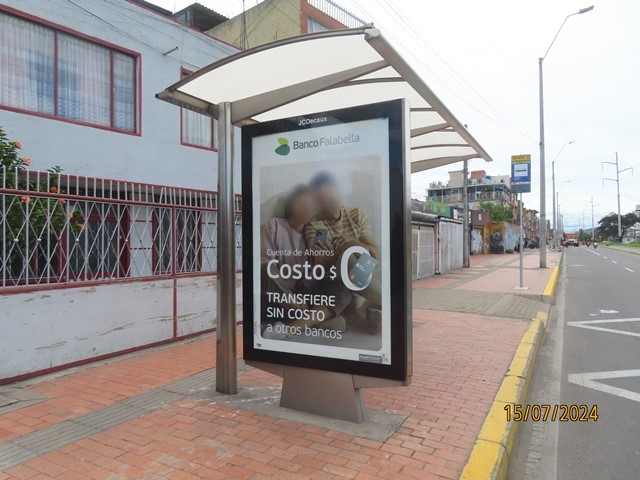 JCDecaux
Banco Falabella
Cuenta de Ahorros
Costo $0
TRANSFIERE
SIN COSTO
a otros bancos
15/07/2024